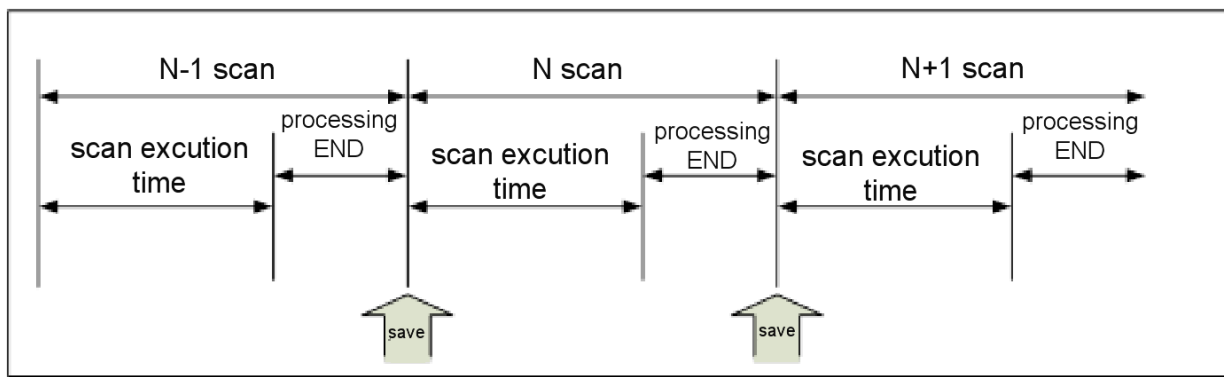 N-1 scan
N scan
N+1 scan
scan excution
time
processing
END
scan excution
time
processing
END
scan excution
time
processing
END
save
save